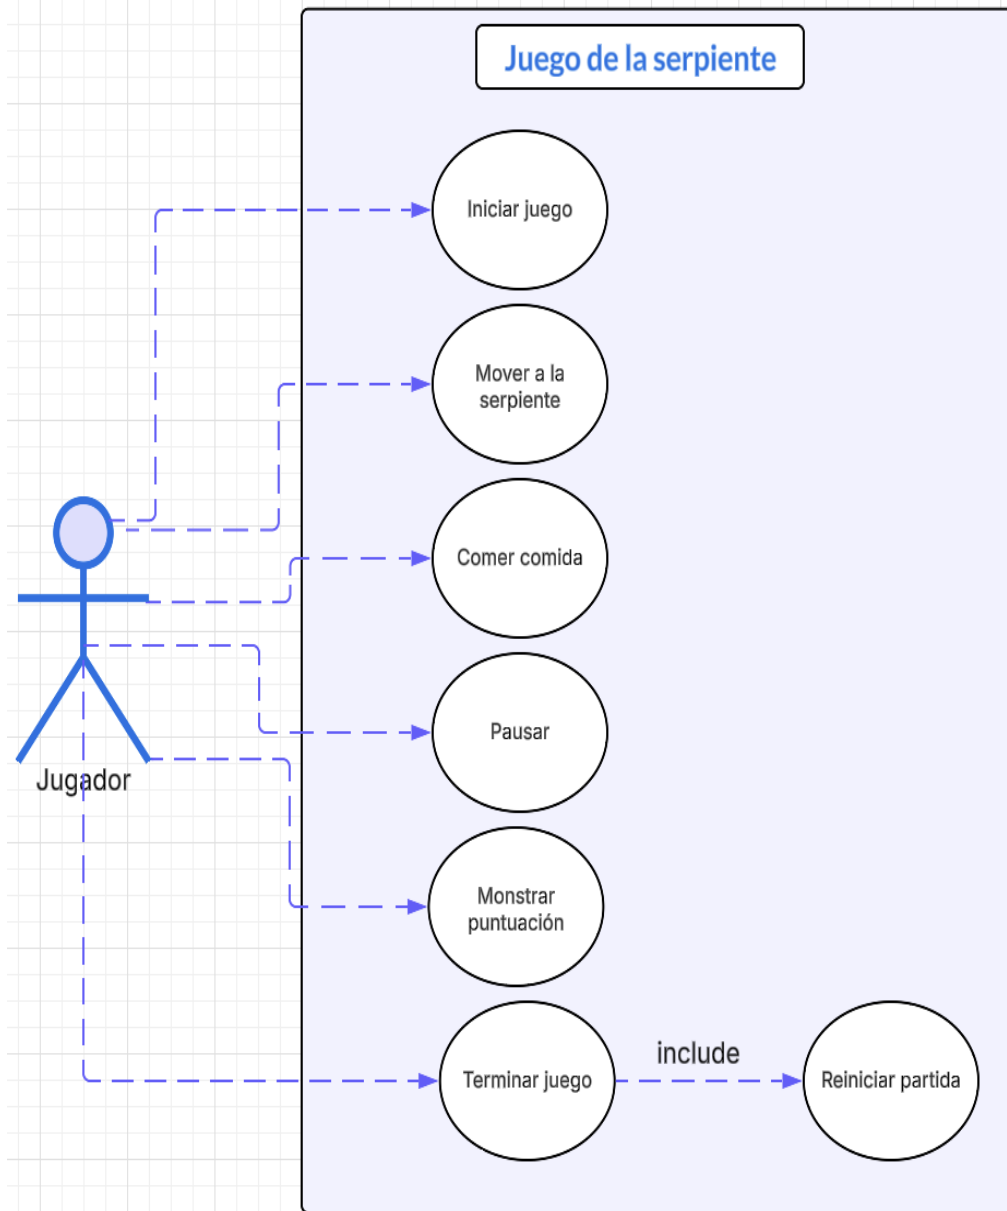 Juego de la serpiente
Iniciar juego
Mover a la
serpiente
Comer comida
Pausar
Jugador
Monstrar
puntuación
Terminar juego
include
Reiniciar partida